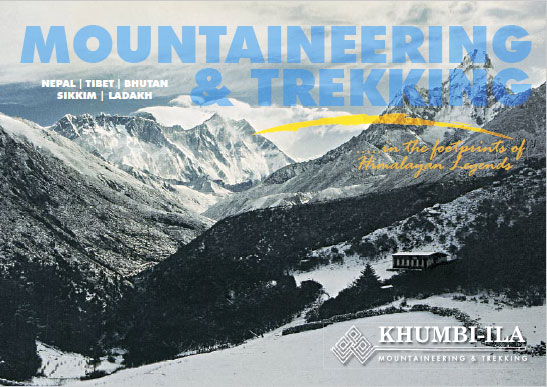 MOUNTAINEERING
& TREKKING
NEPAL | TIBET | BHUTAN
SIKKIM | LADAKH
... in the footprints of
Himalayan Legends
KHUMBI-ILA
MOUNTAINEERING & TREKKING